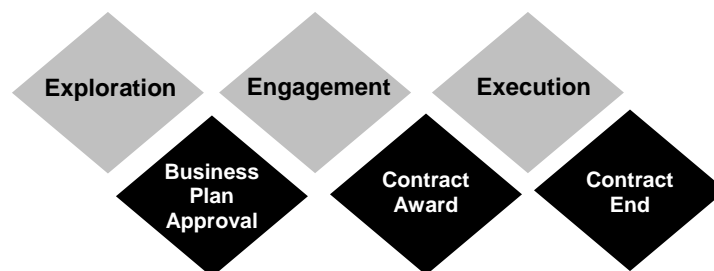 Exploration
Engagement
Execution
Business
Plan
Approval
Contract
Award
Contract
End